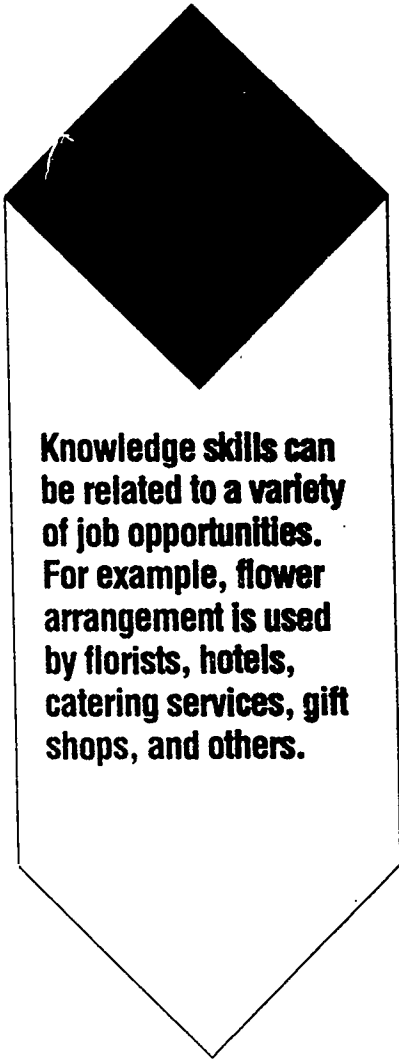 Knowledge skills can
be related to a variety
of job opportunities.
For example, flower
arrangement is used
by florists, hotels,
catering services, gift
shops, and others.